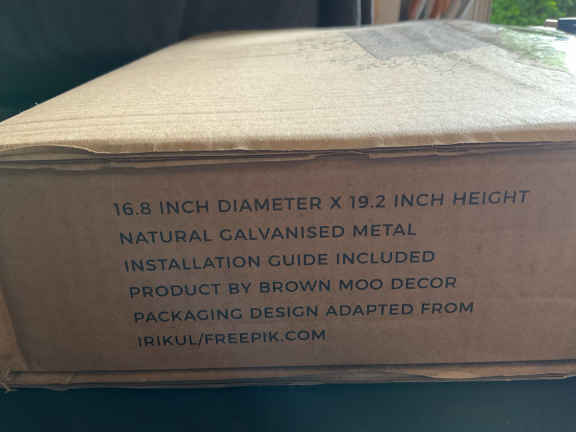 16.8 INCH DIAMETER X 19.2 INCH HEIGHT
NATURAL GALVANISED METAL
INSTALLATION GUIDE INCLUDED
PRODUCT BY BROWN MOO DECOR
PACKAGING DESIGN ADAPTED FROM
IRIKUL/FREEPIK.COM